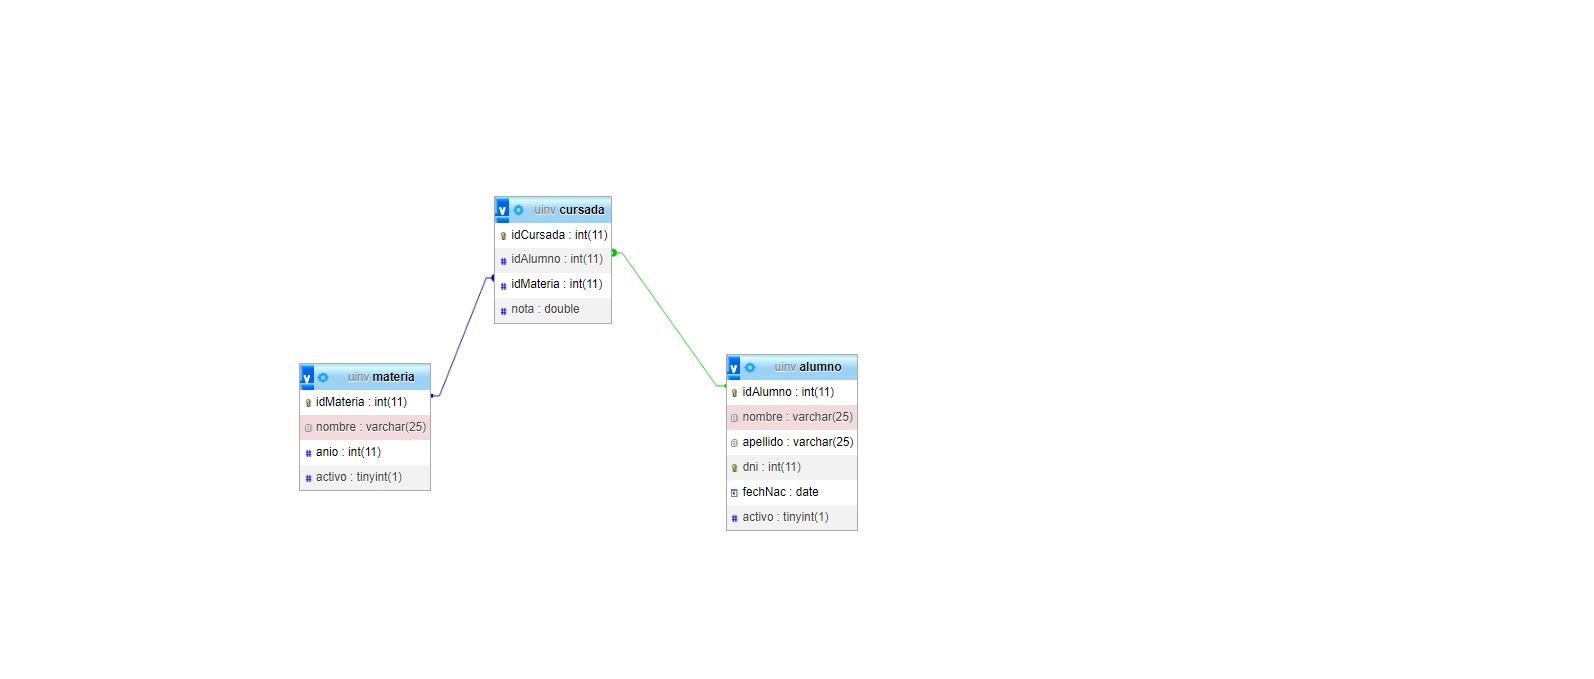 v uinv cursada
idCursada : int(11)
# idAlumno : int(11)
# idMateria : int(11)
# nota : double
v uinv materia
idMateria : int(11)
nombre : varchar(25)
# anio : int(11)
# activo : tinyint(1)
v uinv alumno
idAlumno : int(11)
nombre : varchar(25)
apellido : varchar(25)
dni : int(11)
fechNac : date
# activo : tinyint(1)